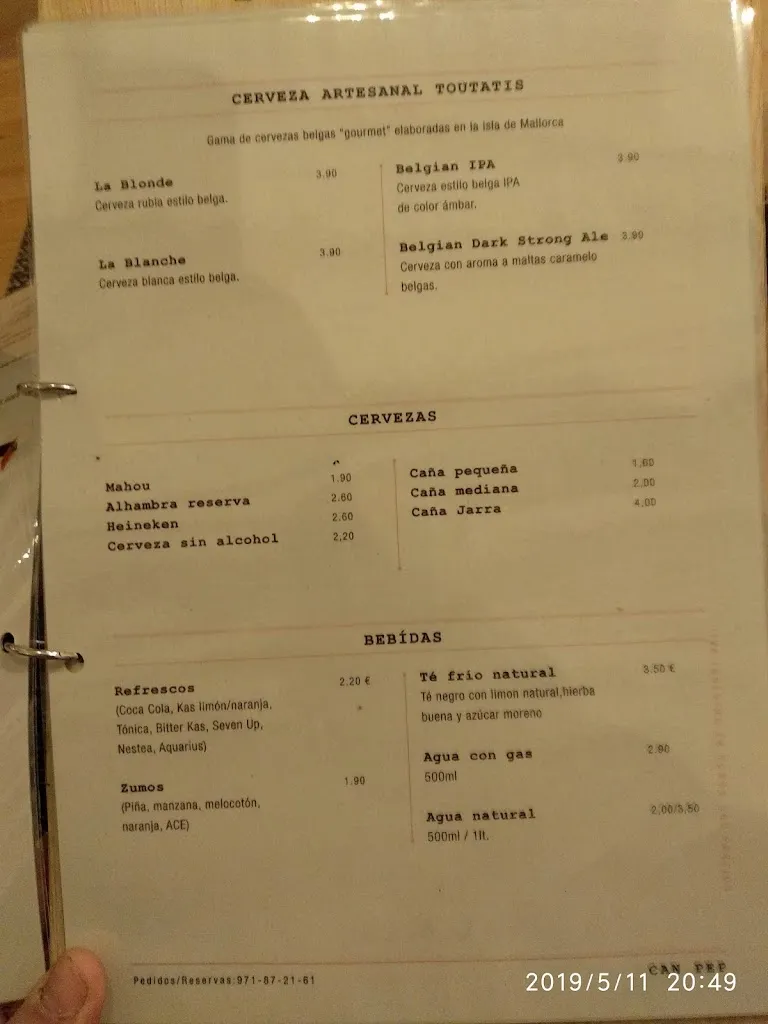 CERVEZA ARTESANAL TOUTATIS
Gama de cervezas belgas "gourmet" elaboradas en la isla de Mallorca
La Blonde 3.90
Cerveza rubia estilo belga.
La Blanche 3.90
Cerveza blanca estilo belga.
Belgian IPA 3.90
Cerveza estilo belga IPA
de color ámbar.
Belgian Dark Strong Ale 3.90
Cerveza con aroma a maltas caramelo
belgas.
CERVEZAS
Mahou 1.90
Alhambra reserva 2.60
Heineken 2.60
Cerveza sin alcohol 2,20
Caña pequeña 1,60
Caña mediana 2,00
Caña Jarra 4,00
BEBÍDAS
Refrescos 2.20 €
(Coca Cola, Kas limón/naranja,
Tónica, Bitter Kas, Seven Up,
Nestea, Aquarius)
Zumos 1.90
(Piña, manzana, melocotón,
naranja, ACE)
Té frio natural 3.50 €
Té negro con limon natural,hierba
buena y azúcar moreno
Agua con gas 2.90
500ml
Agua natural 2,00/3,50
500ml / 1lt.
Pedidos/Reservas:971-87-21-61
CAN PEP
2019/5/11 20:49